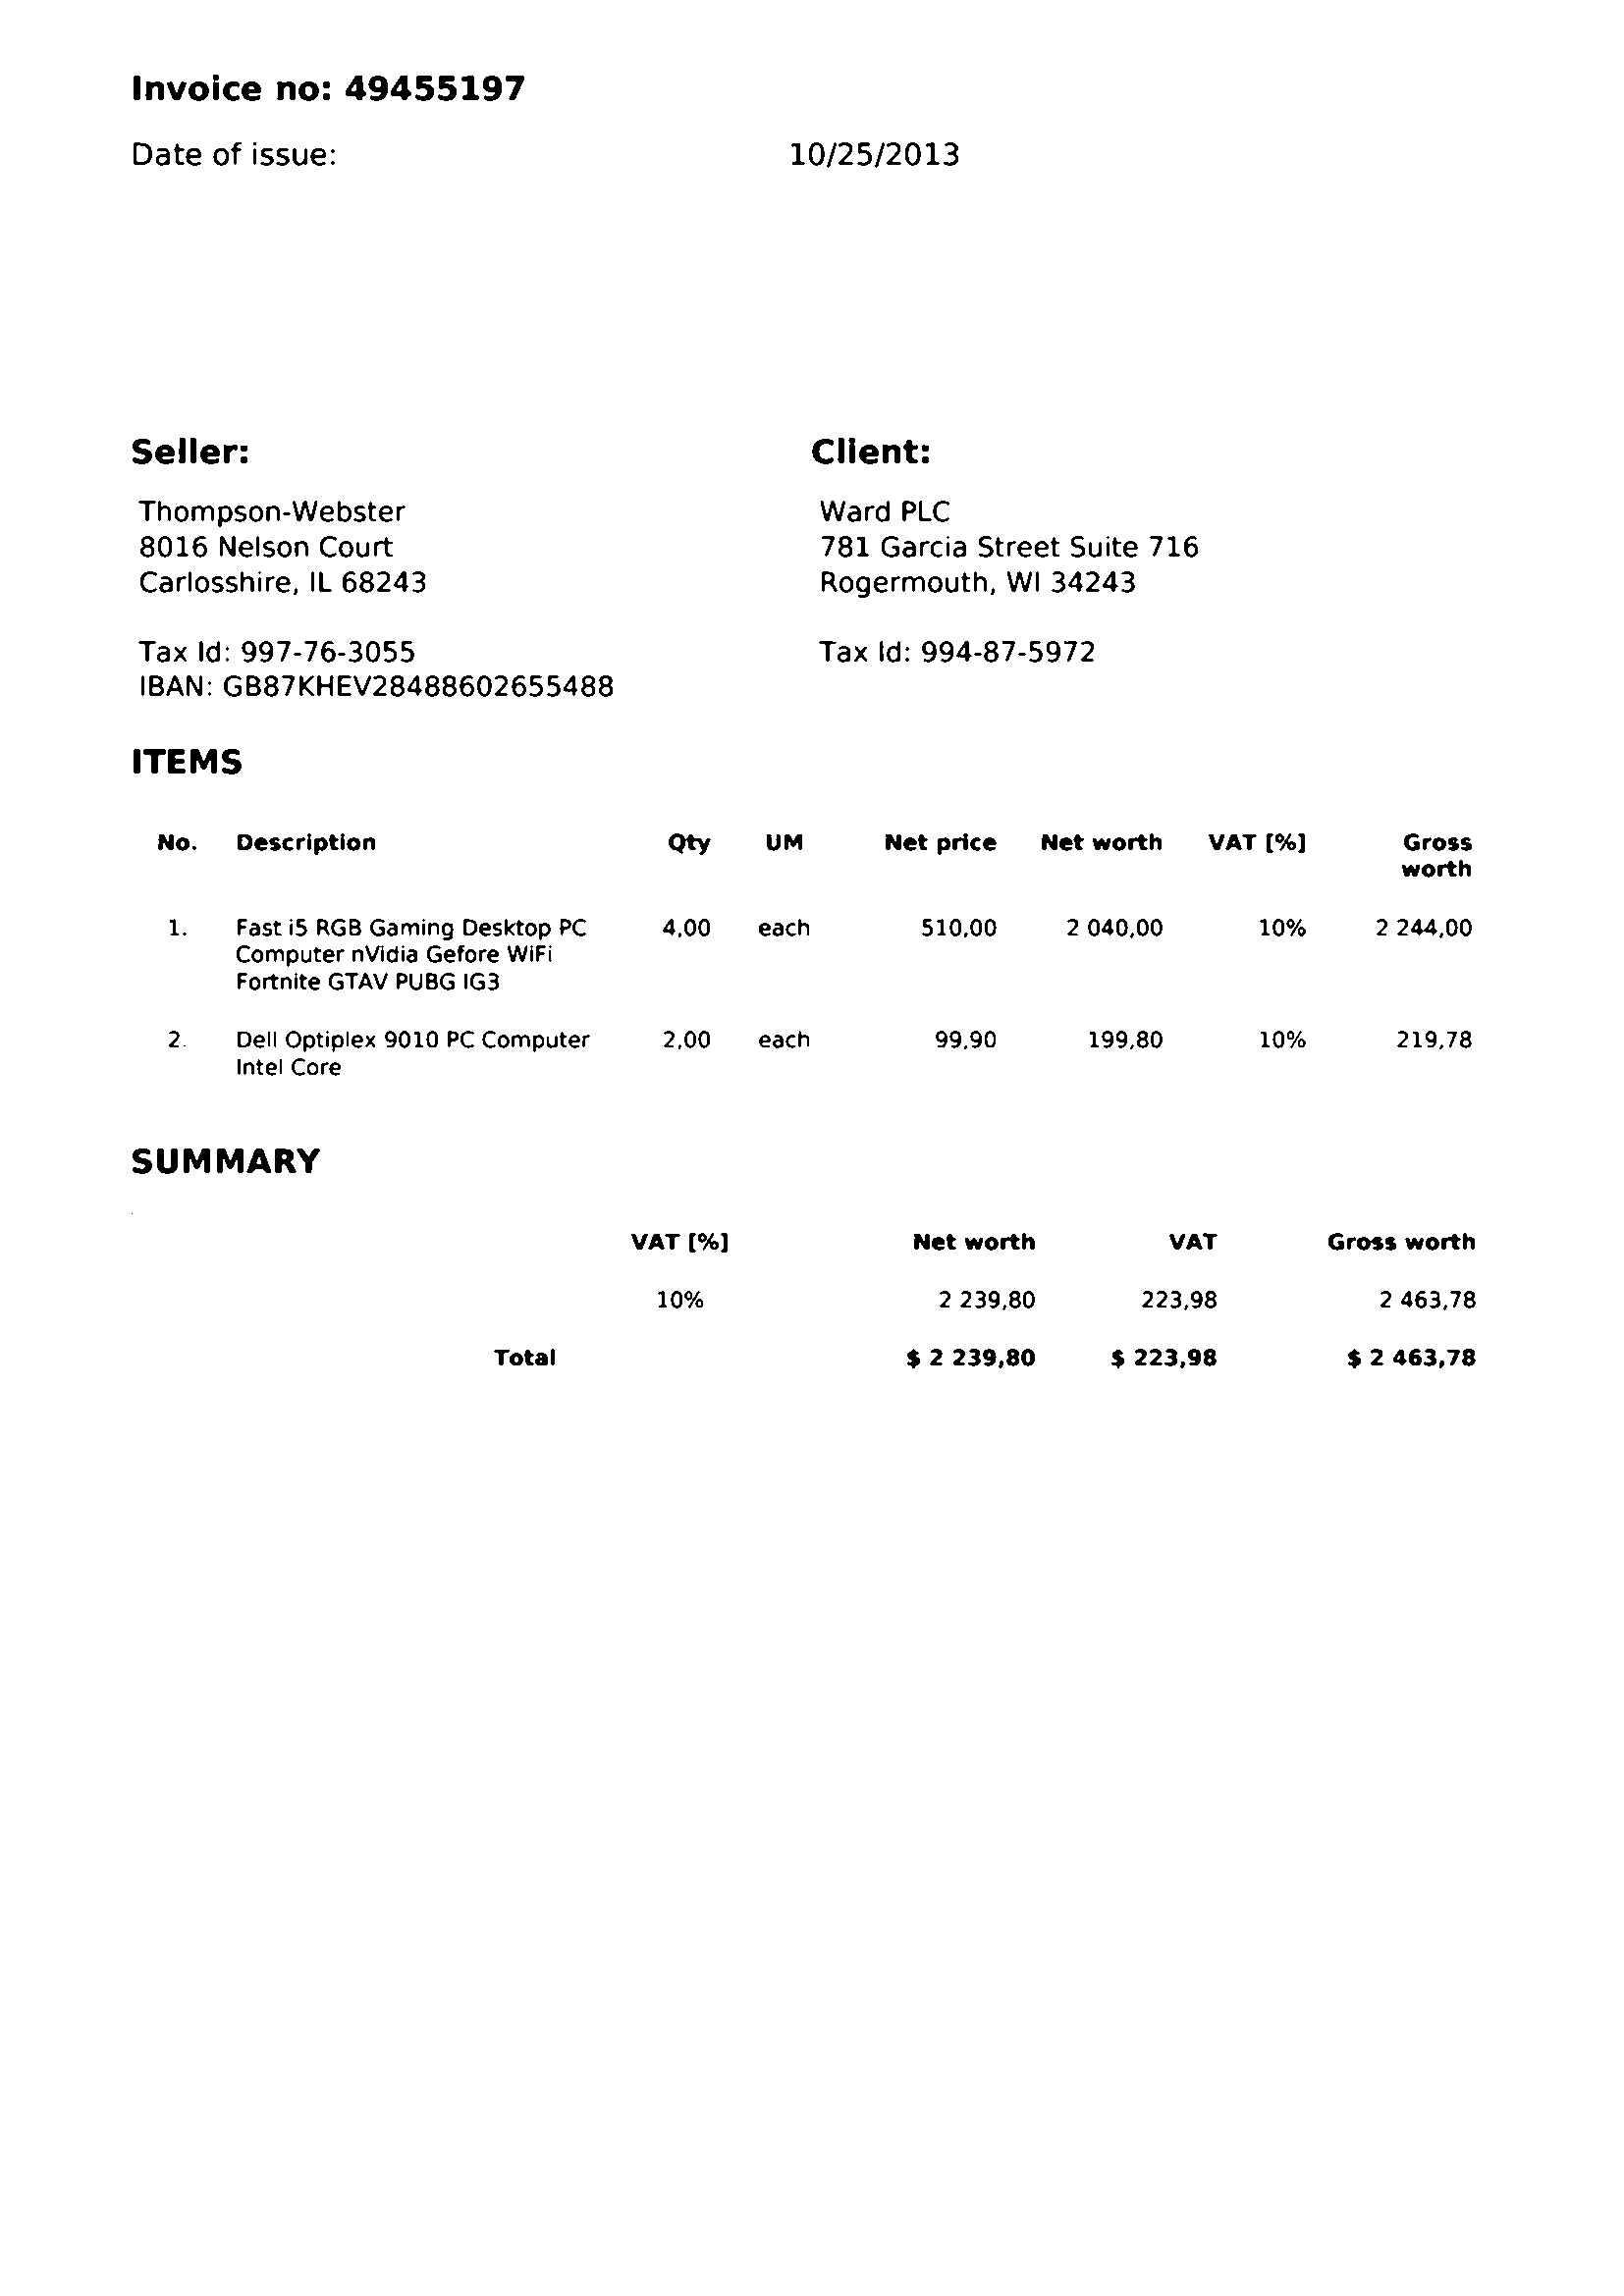 Invoice no: 49455197
Date of issue: 10/25/2013
Seller: Client:
Thompson-Webster Ward PLC
8016 Nelson Court 781 Garcia Street Suite 716
Carlosshire, IL 68243 Rogermouth, WI 34243
Tax Id: 997-76-3055 Tax Id: 994-87-5972
IBAN: GB87KHEV28488602655488
ITEMS
No. Description Qty UM Net price Net worth VAT [%] Gross
worth
1. Fast i5 RGB Gaming Desktop PC 4,00 each 510,00 2 040,00 10% 2 244,00
Computer nVidia Gefore WiFi
Fortnite GTAV PUBG IG3
2. Dell Optiplex 9010 PC Computer 2,00 each 99,90 199,80 10% 219,78
Intel Core
SUMMARY
VAT [%] Net worth VAT Gross worth
10% 2 239,80 223,98 2 463,78
Total $ 2 239,80 $ 223,98 $ 2 463,78